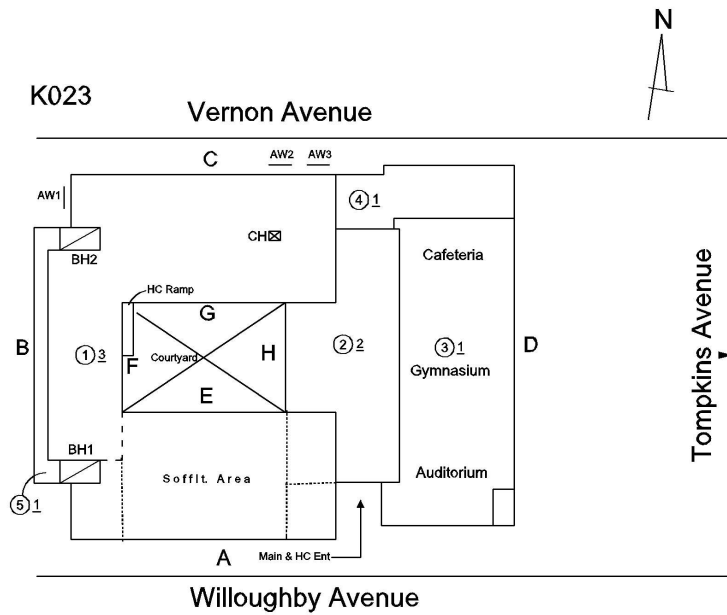 N
K023
Vernon Avenue
C
AW2
AW3
AW1
④ 1
CH
BH2
Cafeteria
HC Ramp
G
B
① 3
F
Courtyard
H
② 2
③ 1
D
Gymnasium
E
Tompkins Avenue
BH1
Soffit. Area
Auditorium
⑤ 1
A
Main & HC Ent
Willoughby Avenue